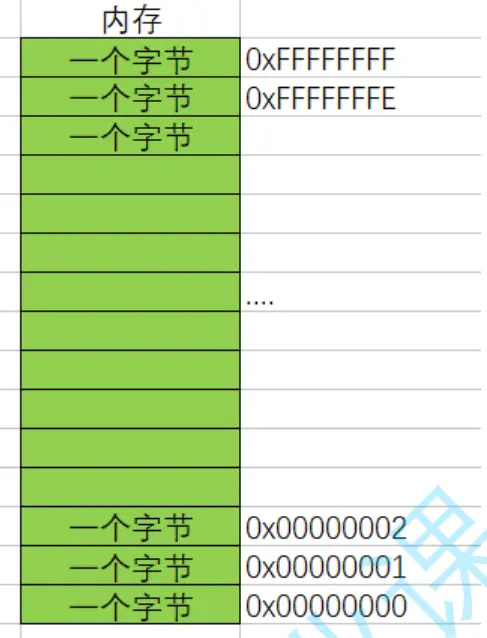 内存
一个字节 0xFFFFFFFF
一个字节 0xFFFFFFFE
一个字节
....
一个字节 0x00000002
一个字节 0x00000001
一个字节 0x00000000
课